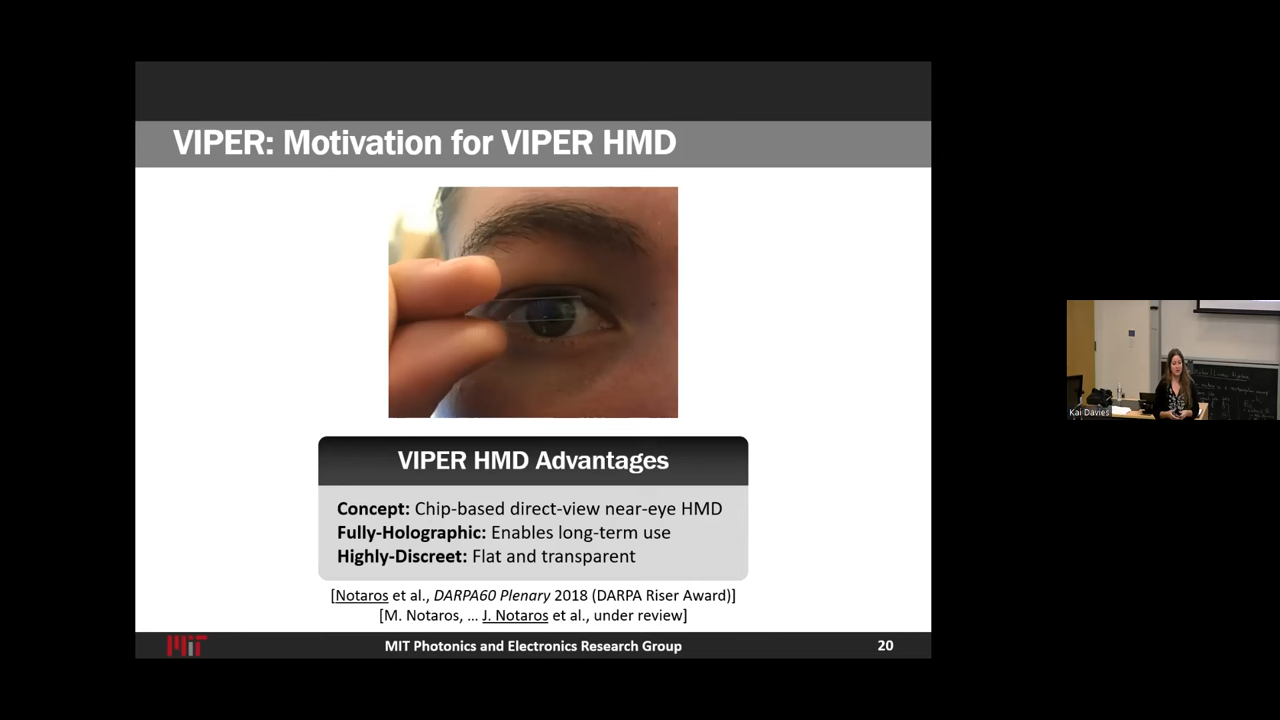 VIPER: Motivation for VIPER HMD
VIPER HMD Advantages
Concept: Chip-based direct-view near-eye HMD
Fully-Holographic: Enables long-term use
Highly-Discreet: Flat and transparent
[Notaros et al., DARPA60 Plenary 2018 (DARPA Riser Award)]
[M. Notaros, … J. Notaros et al., under review]
MIT
MIT Photonics and Electronics Research Group
20
Kai Davies